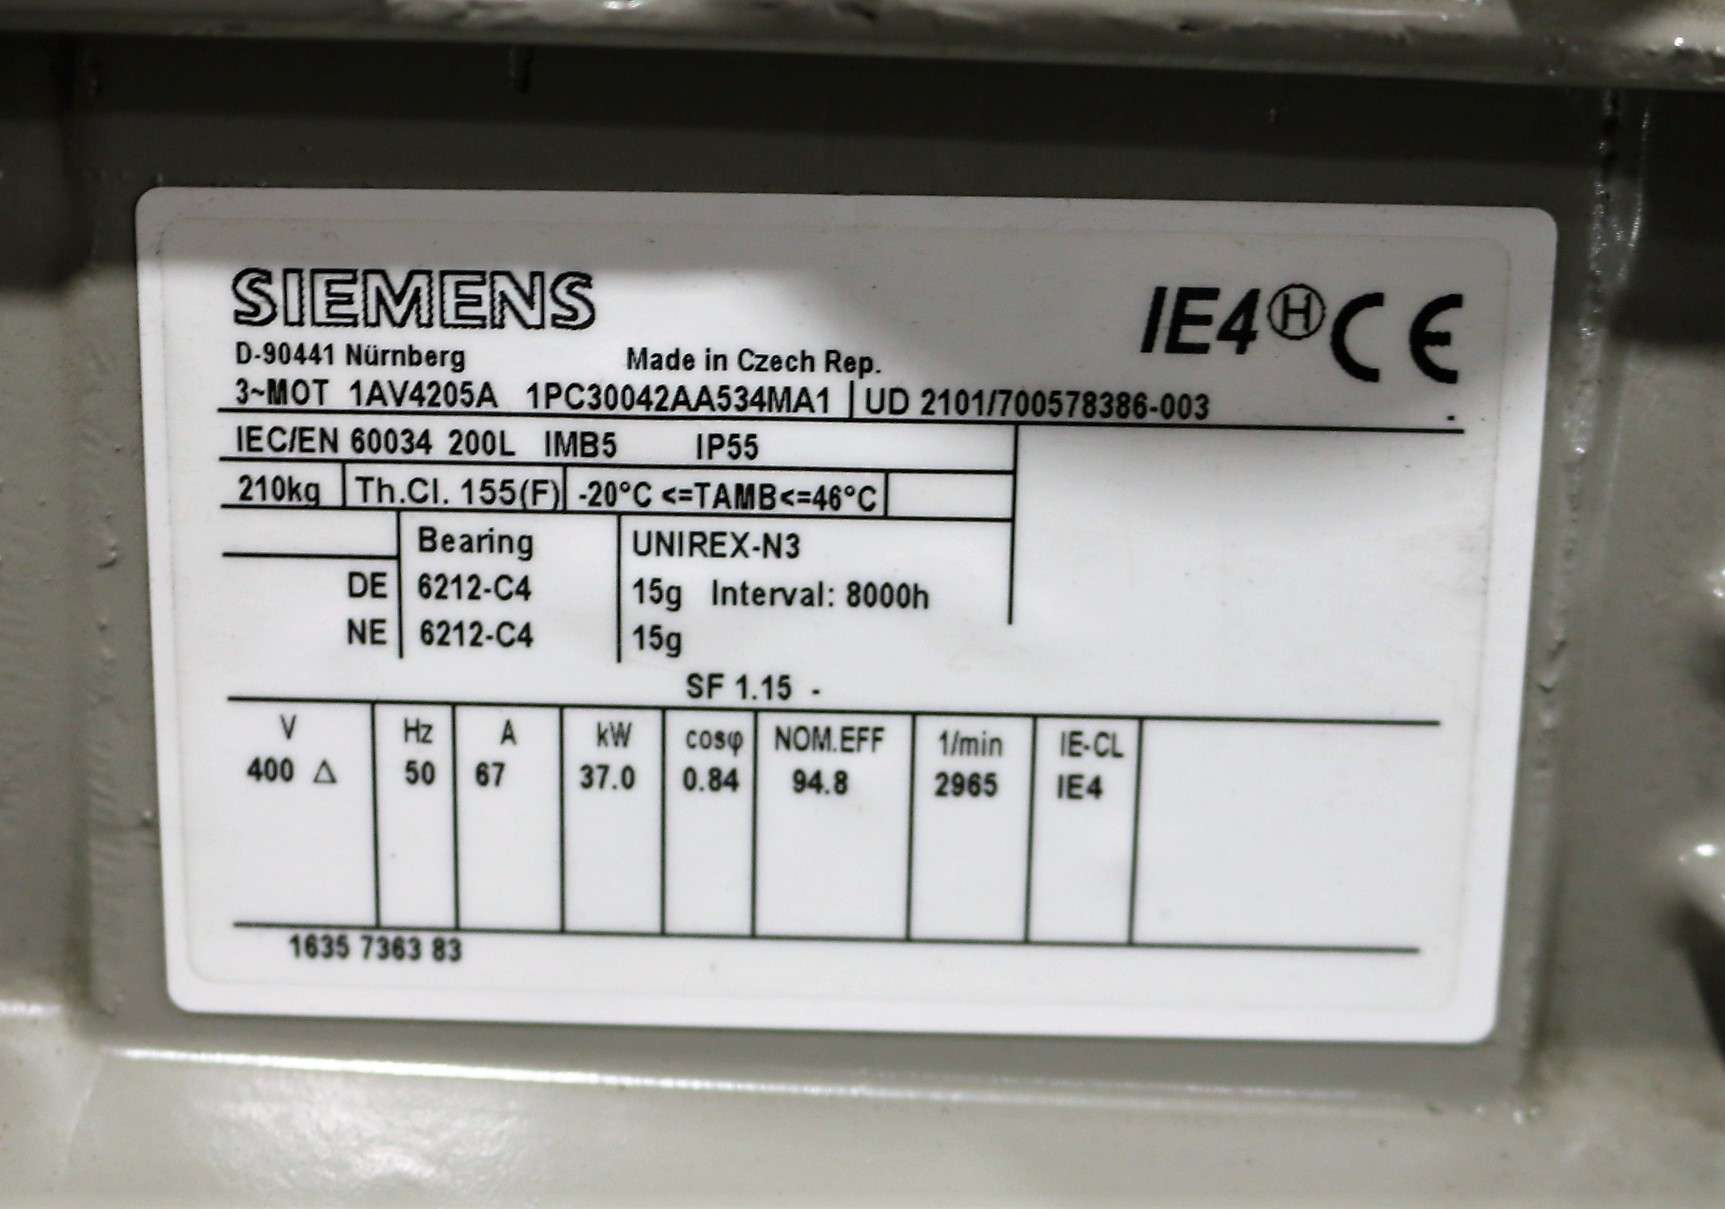 SIEMENS
IE4 H CE
D-90441 Nürnberg Made in Czech Rep.
3~MOT 1AV4205A 1PC30042AA534MA1 UD 2101/700578386-003 -
IEC/EN 60034 200L IMB5 IP55
210kg Th.Cl. 155(F) -20°C <=TAMB<=46°C
Bearing UNIREX-N3
DE 6212-C4 15g Interval: 8000h
NE 6212-C4 15g
SF 1.15 -
V Hz A kW cosφ NOM.EFF 1/min IE-CL
400 Δ 50 67 37.0 0.84 94.8 2965 IE4
1635 7363 83